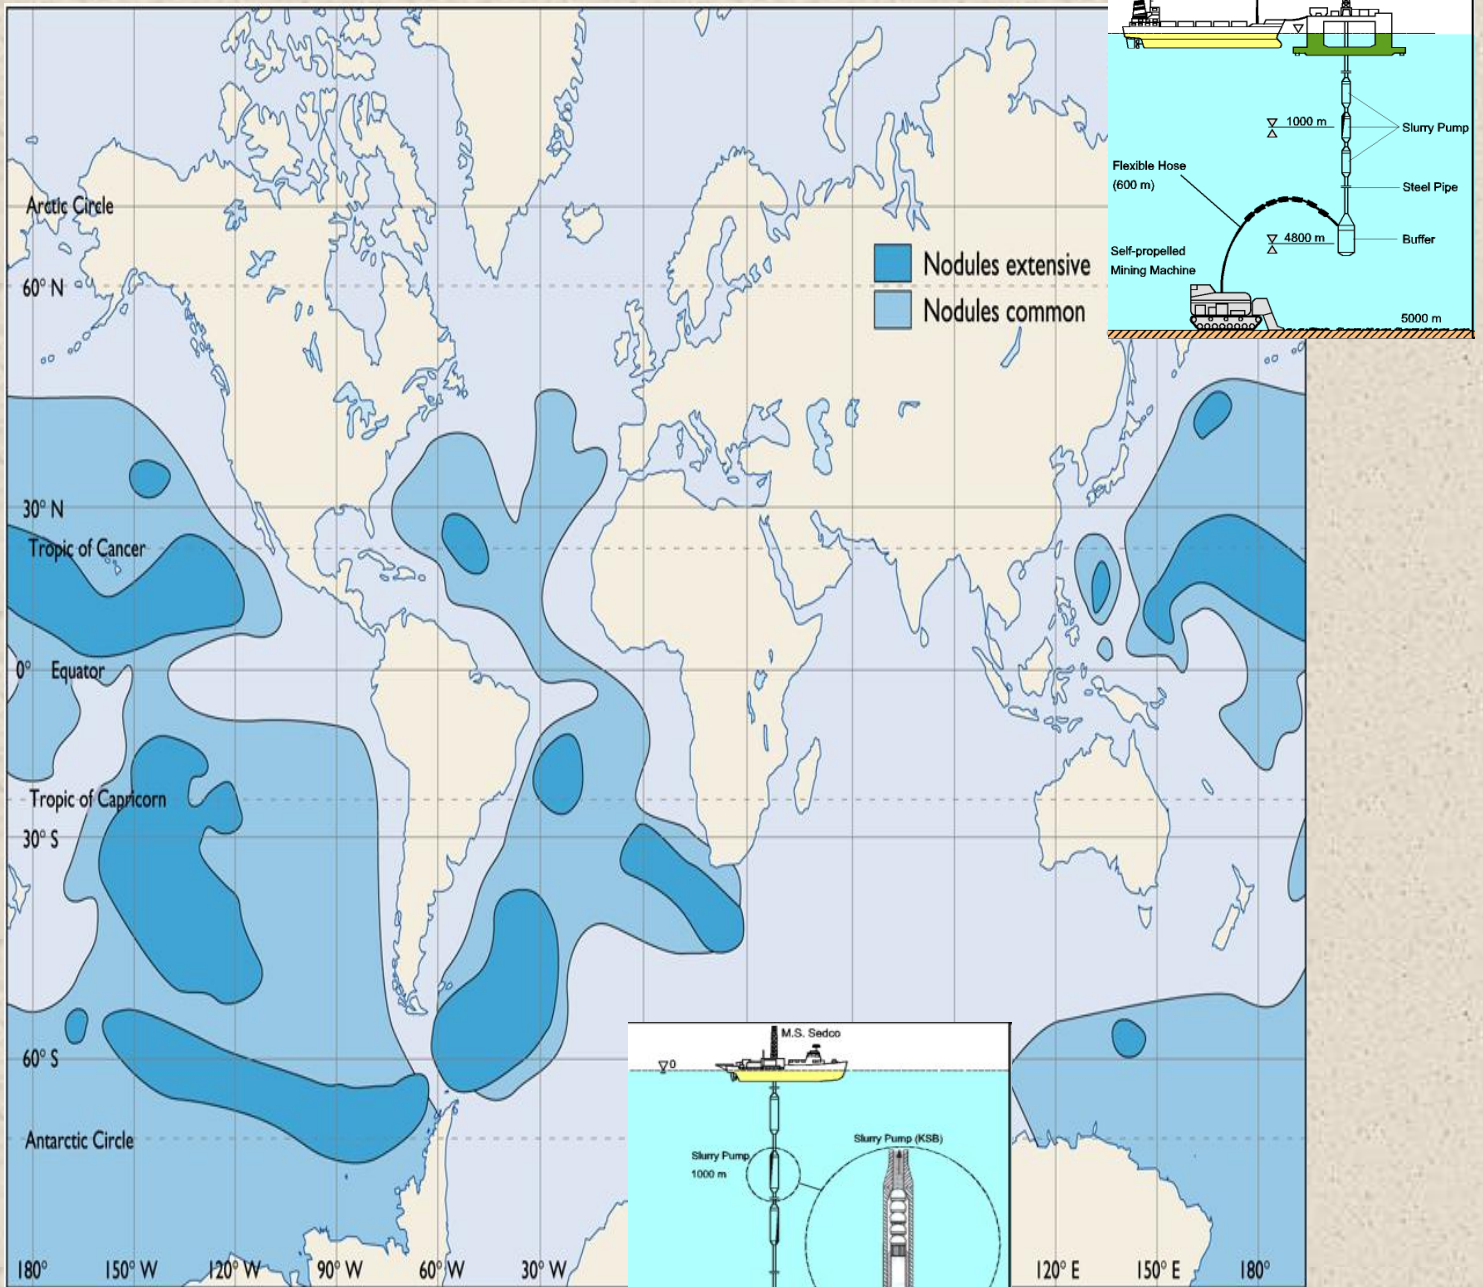 1000 m
Slurry Pump
Flexible Hose
(600 m)
Steel Pipe
4800 m
Buffer
Self-propelled
Mining Machine
5000 m
Arctic Circle
60° N
Nodules extensive
Nodules common
30° N
Tropic of Cancer
0° Equator
Tropic of Capricorn
30° S
60° S
Antarctic Circle
180° 150° W 120° W 90° W 60° W 30° W 120° E 150° E 180°
M.S. Sedco
0
Slurry Pump
1000 m
Slurry Pump (KSB)